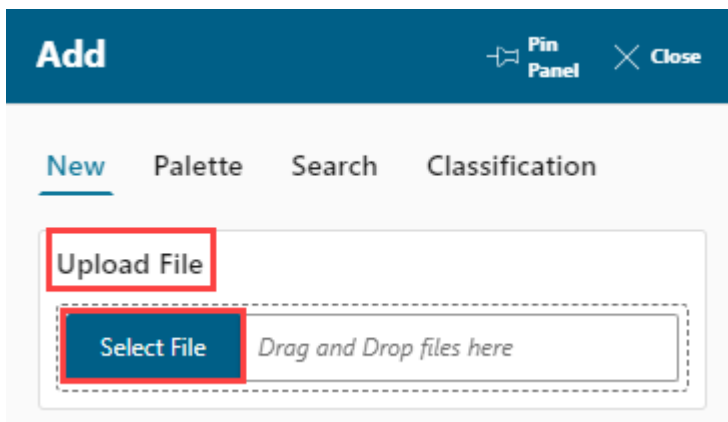 Add
Pin
Panel
Close
New Palette Search Classification
Upload File
Select File Drag and Drop files here